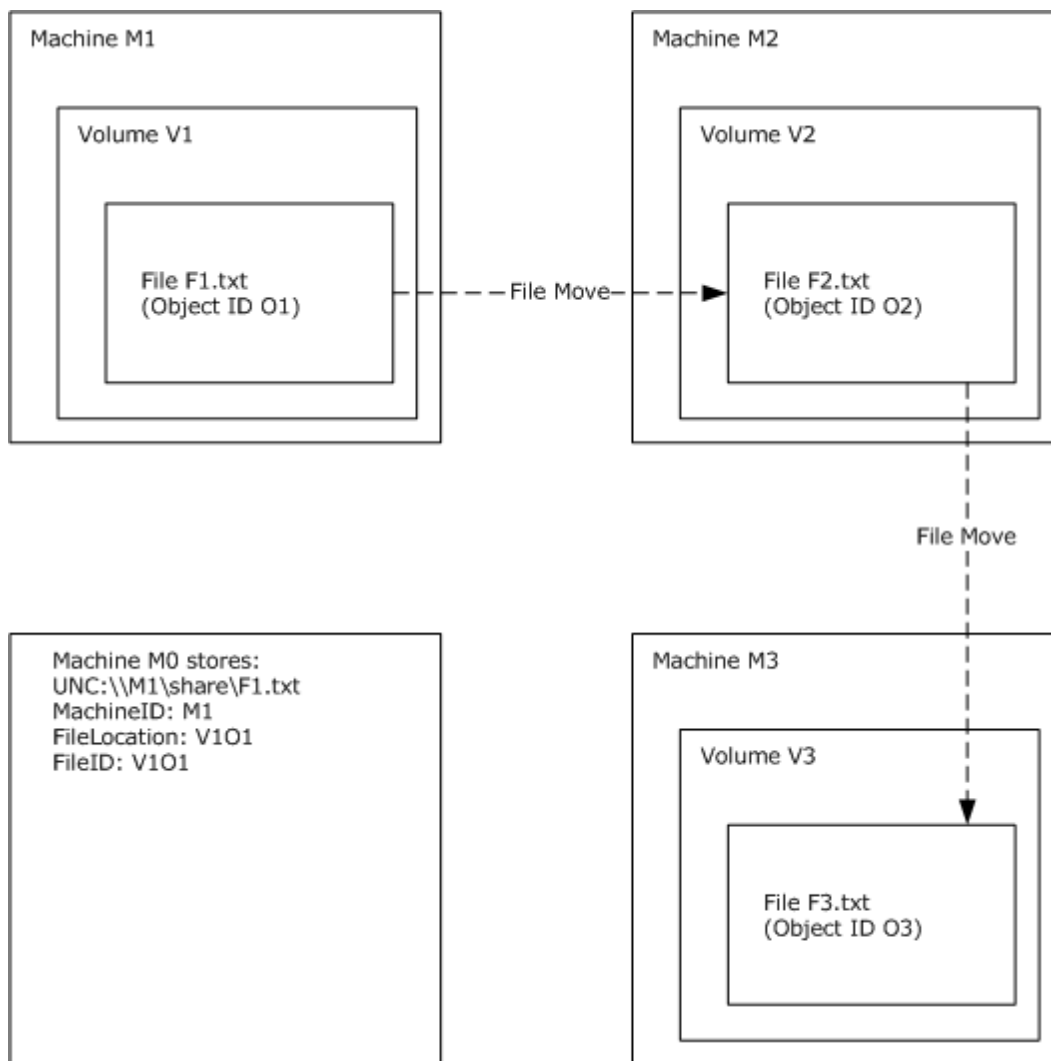 Machine M1
Volume V1
File F1.txt
(Object ID O1)
File Move
Machine M2
Volume V2
File F2.txt
(Object ID O2)
File Move
Machine M0 stores:
UNC:\\M1\share\F1.txt
MachineID: M1
FileLocation: V1O1
FileID: V1O1
Machine M3
Volume V3
File F3.txt
(Object ID O3)